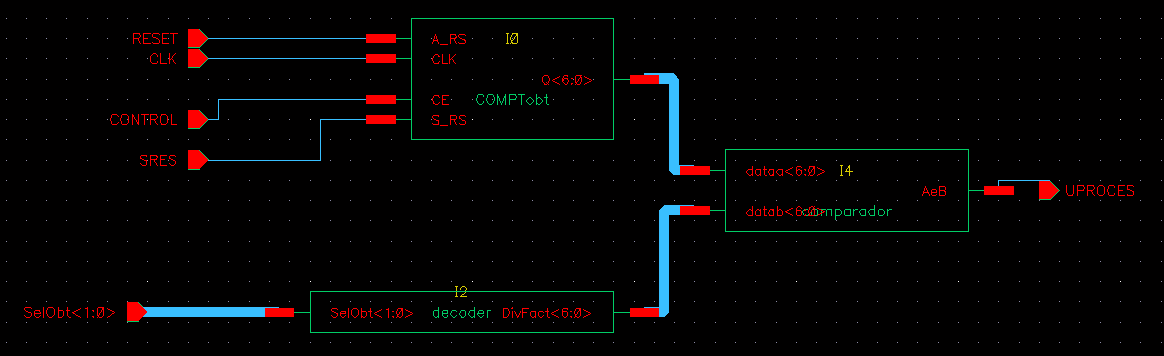 RESET A_RS I0
CLK CLK
Q<6:0>
CONTROL CE COMPTobt
S_RS
SRES
dataa<6:0> I4
AeB UPROCES
datab<6:0> comparador
I2
SelObt<1:0> SelObt<1:0> decoder DivFact<6:0>